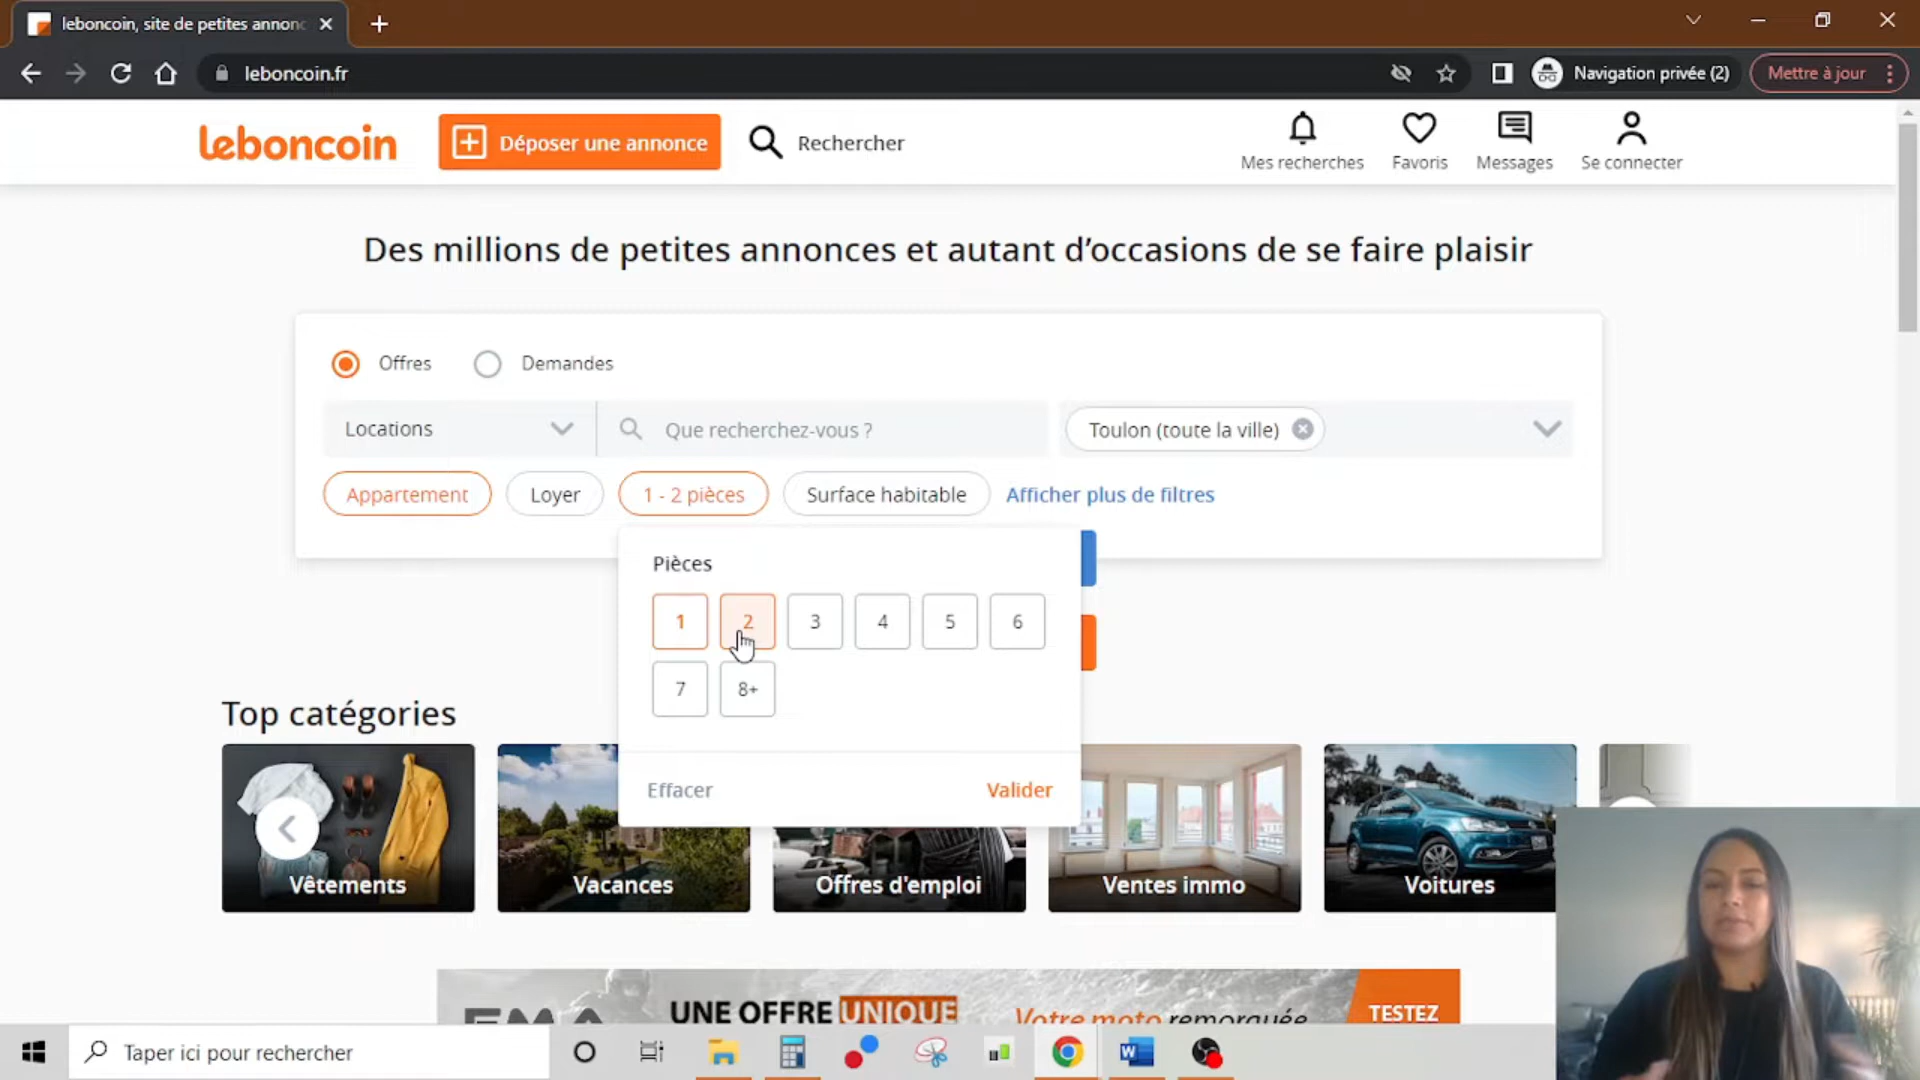 leboncoin, site de petites annonc
leboncoin.fr
Navigation privée (2)
Mettre à jour
leboncoin
Déposer une annonce
Rechercher
Mes recherches
Favoris
Messages
Se connecter
Des millions de petites annonces et autant d’occasions de se faire plaisir
Offres
Demandes
Locations
Que recherchez-vous ?
Toulon (toute la ville)
Appartement
Loyer
1 - 2 pièces
Surface habitable
Afficher plus de filtres
Pièces
1
2
3
4
5
6
7
8+
Effacer
Valider
Top catégories
Vêtements
Vacances
Offres d'emploi
Ventes immo
Voitures
UNE OFFRE UNIQUE
Votre moto remorquée
TESTEZ
Taper ici pour rechercher